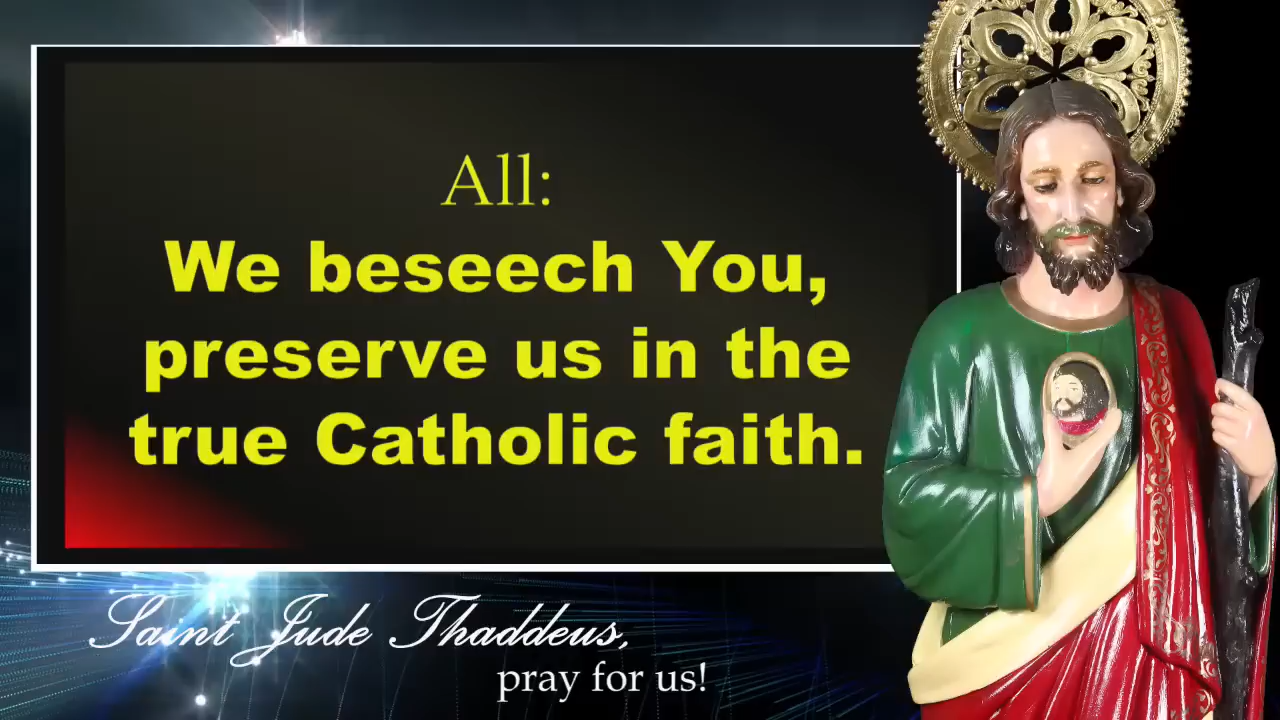 All:
We beseech You,
preserve us in the
true Catholic faith.
Saint Jude Thaddeus,
pray for us!